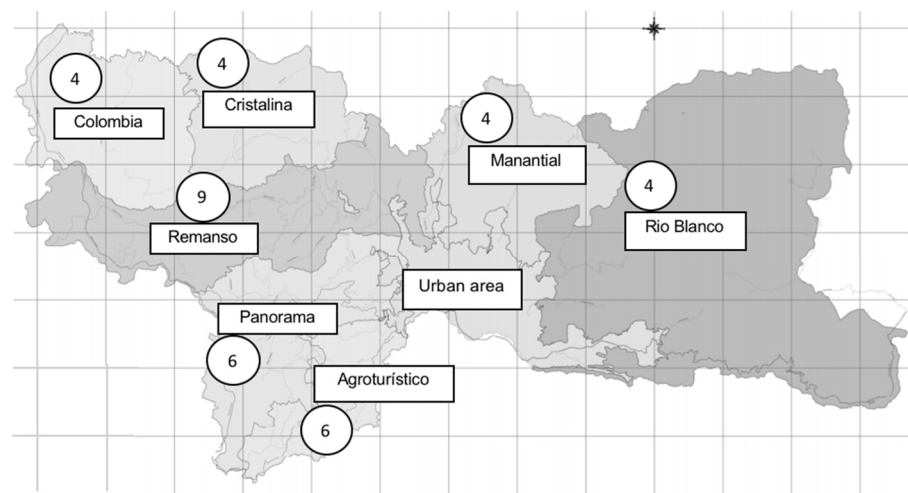 4
Colombia
4
Cristalina
4
Manantial
9
Remanso
4
Rio Blanco
Urban area
Panorama
6
Agroturístico
6